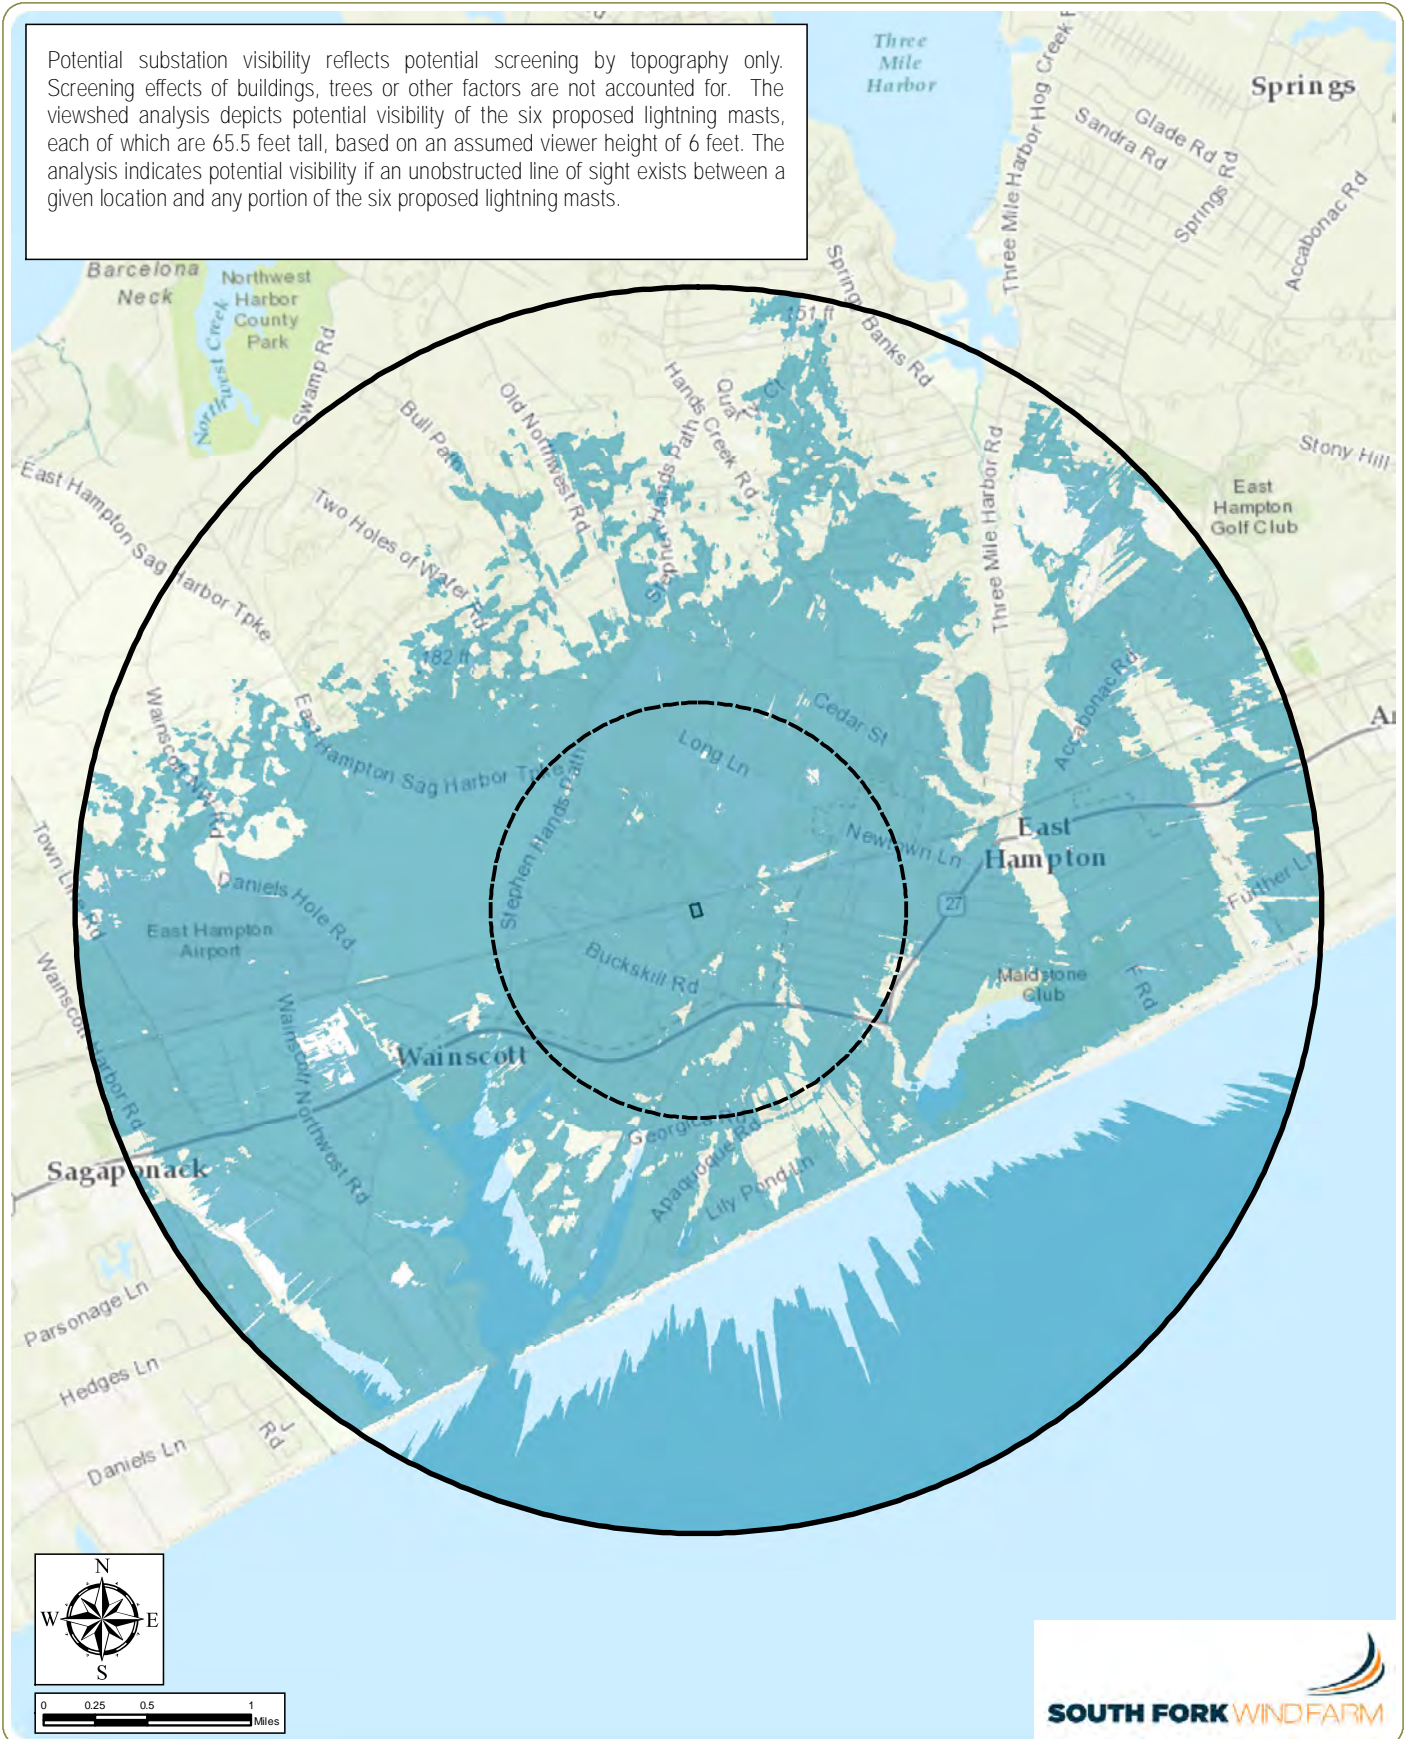 Potential substation visibility reflects potential screening by topography only.
Screening effects of buildings, trees or other factors are not accounted for. The
viewshed analysis depicts potential visibility of the six proposed lightning masts,
each of which are 65.5 feet tall, based on an assumed viewer height of 6 feet. The
analysis indicates potential visibility if an unobstructed line of sight exists between a
given location and any portion of the six proposed lightning masts.
Three
Mile
Harbor
Springs
Three Mile Harbor Hog Creek
Sandra Rd
Glade Rd
Springs Rd
Accabonac Rd
Barcelona
Neck
Northwest
Harbor
County
Park
Northwest Creek
Swamp Rd
151 ft
Springs Banks Rd
Bull Path
Old Northwest Rd
Hands Creek Rd
Stephen Hands Path
Ct
Three Mile Harbor Rd
Stony Hill
East
Hampton
Golf Club
East Hampton Sag Harbor Tpke
Two Holes of Water Rd
182 ft
Wainscott NW Rd
East Hampton Sag Harbor Tpke
Stephen Hands Path
Cedar St
Long Ln
Accabonac Rd
Newtown Ln
East
Hampton
27
Further Ln
Town Line Rd
Daniels Hole Rd
East Hampton
Airport
Buckskill Rd
Maidstone
Club
Wainscott Harbor Rd
Wainscott Northwest Rd
Wainscott
Georgica Rd
Apaquogue Rd
Lily Pond Ln
Sagaponack
Parsonage Ln
Hedges Ln
Daniels Ln
Rd
N
W
E
S
0 0.25 0.5 1
Miles
SOUTH FORK WIND FARM